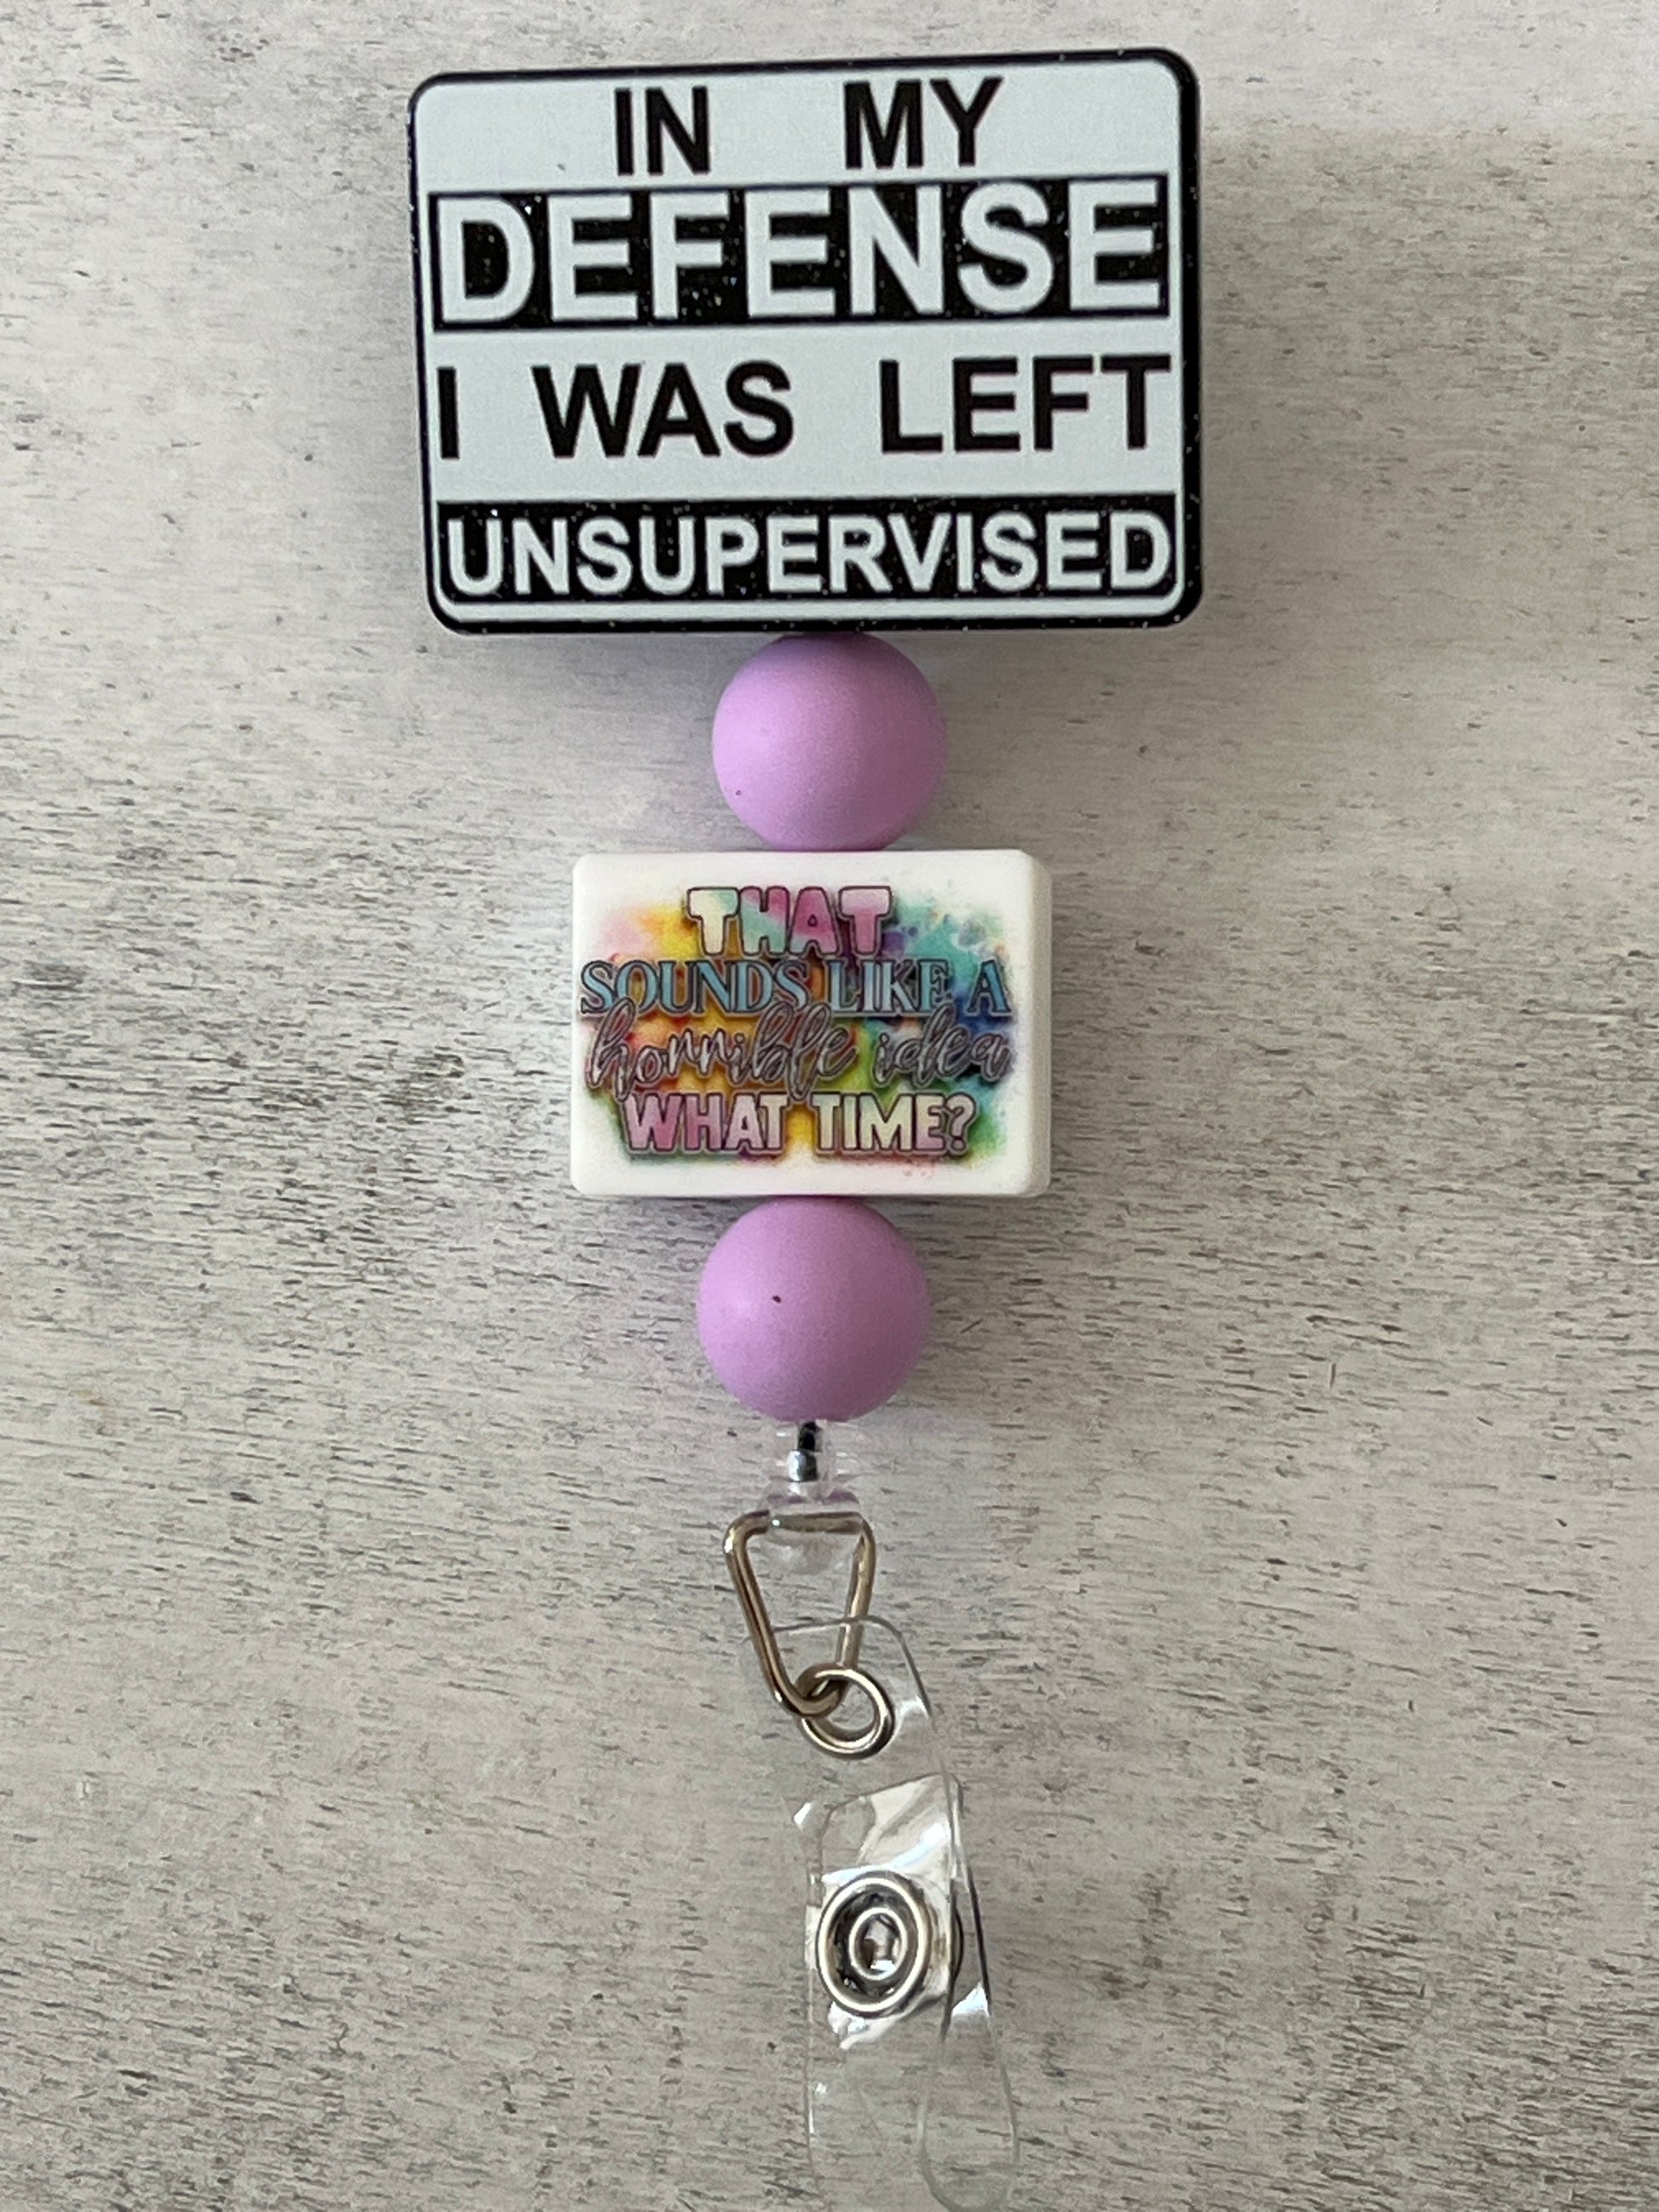 IN MY
DEFENSE
I WAS LEFT
UNSUPERVISED
THAT
SOUNDS LIKE A
horrible idea
WHAT TIME?